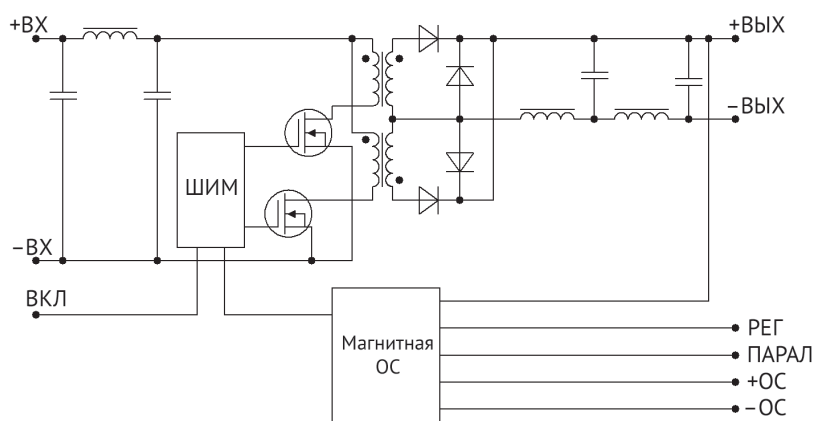 +ВХ
+ВЫХ
−ВЫХ
ШИМ
−ВХ
ВКЛ
Магнитная
ОС
РЕГ
ПАРАЛ
+ОС
−ОС